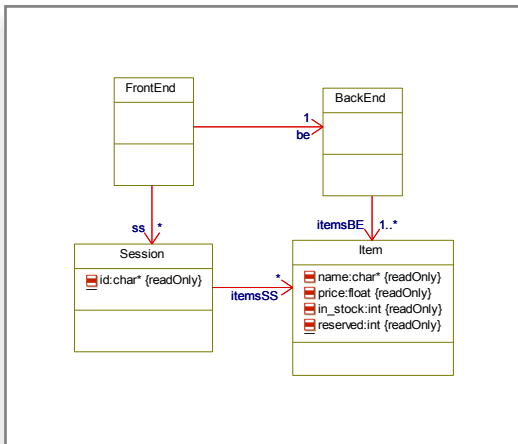 FrontEnd
BackEnd
1
be
ss *
itemsBE 1..*
Session
id:char* {readOnly}
*
itemsSS
Item
name:char* {readOnly}
price:float {readOnly}
in_stock:int {readOnly}
reserved:int {readOnly}